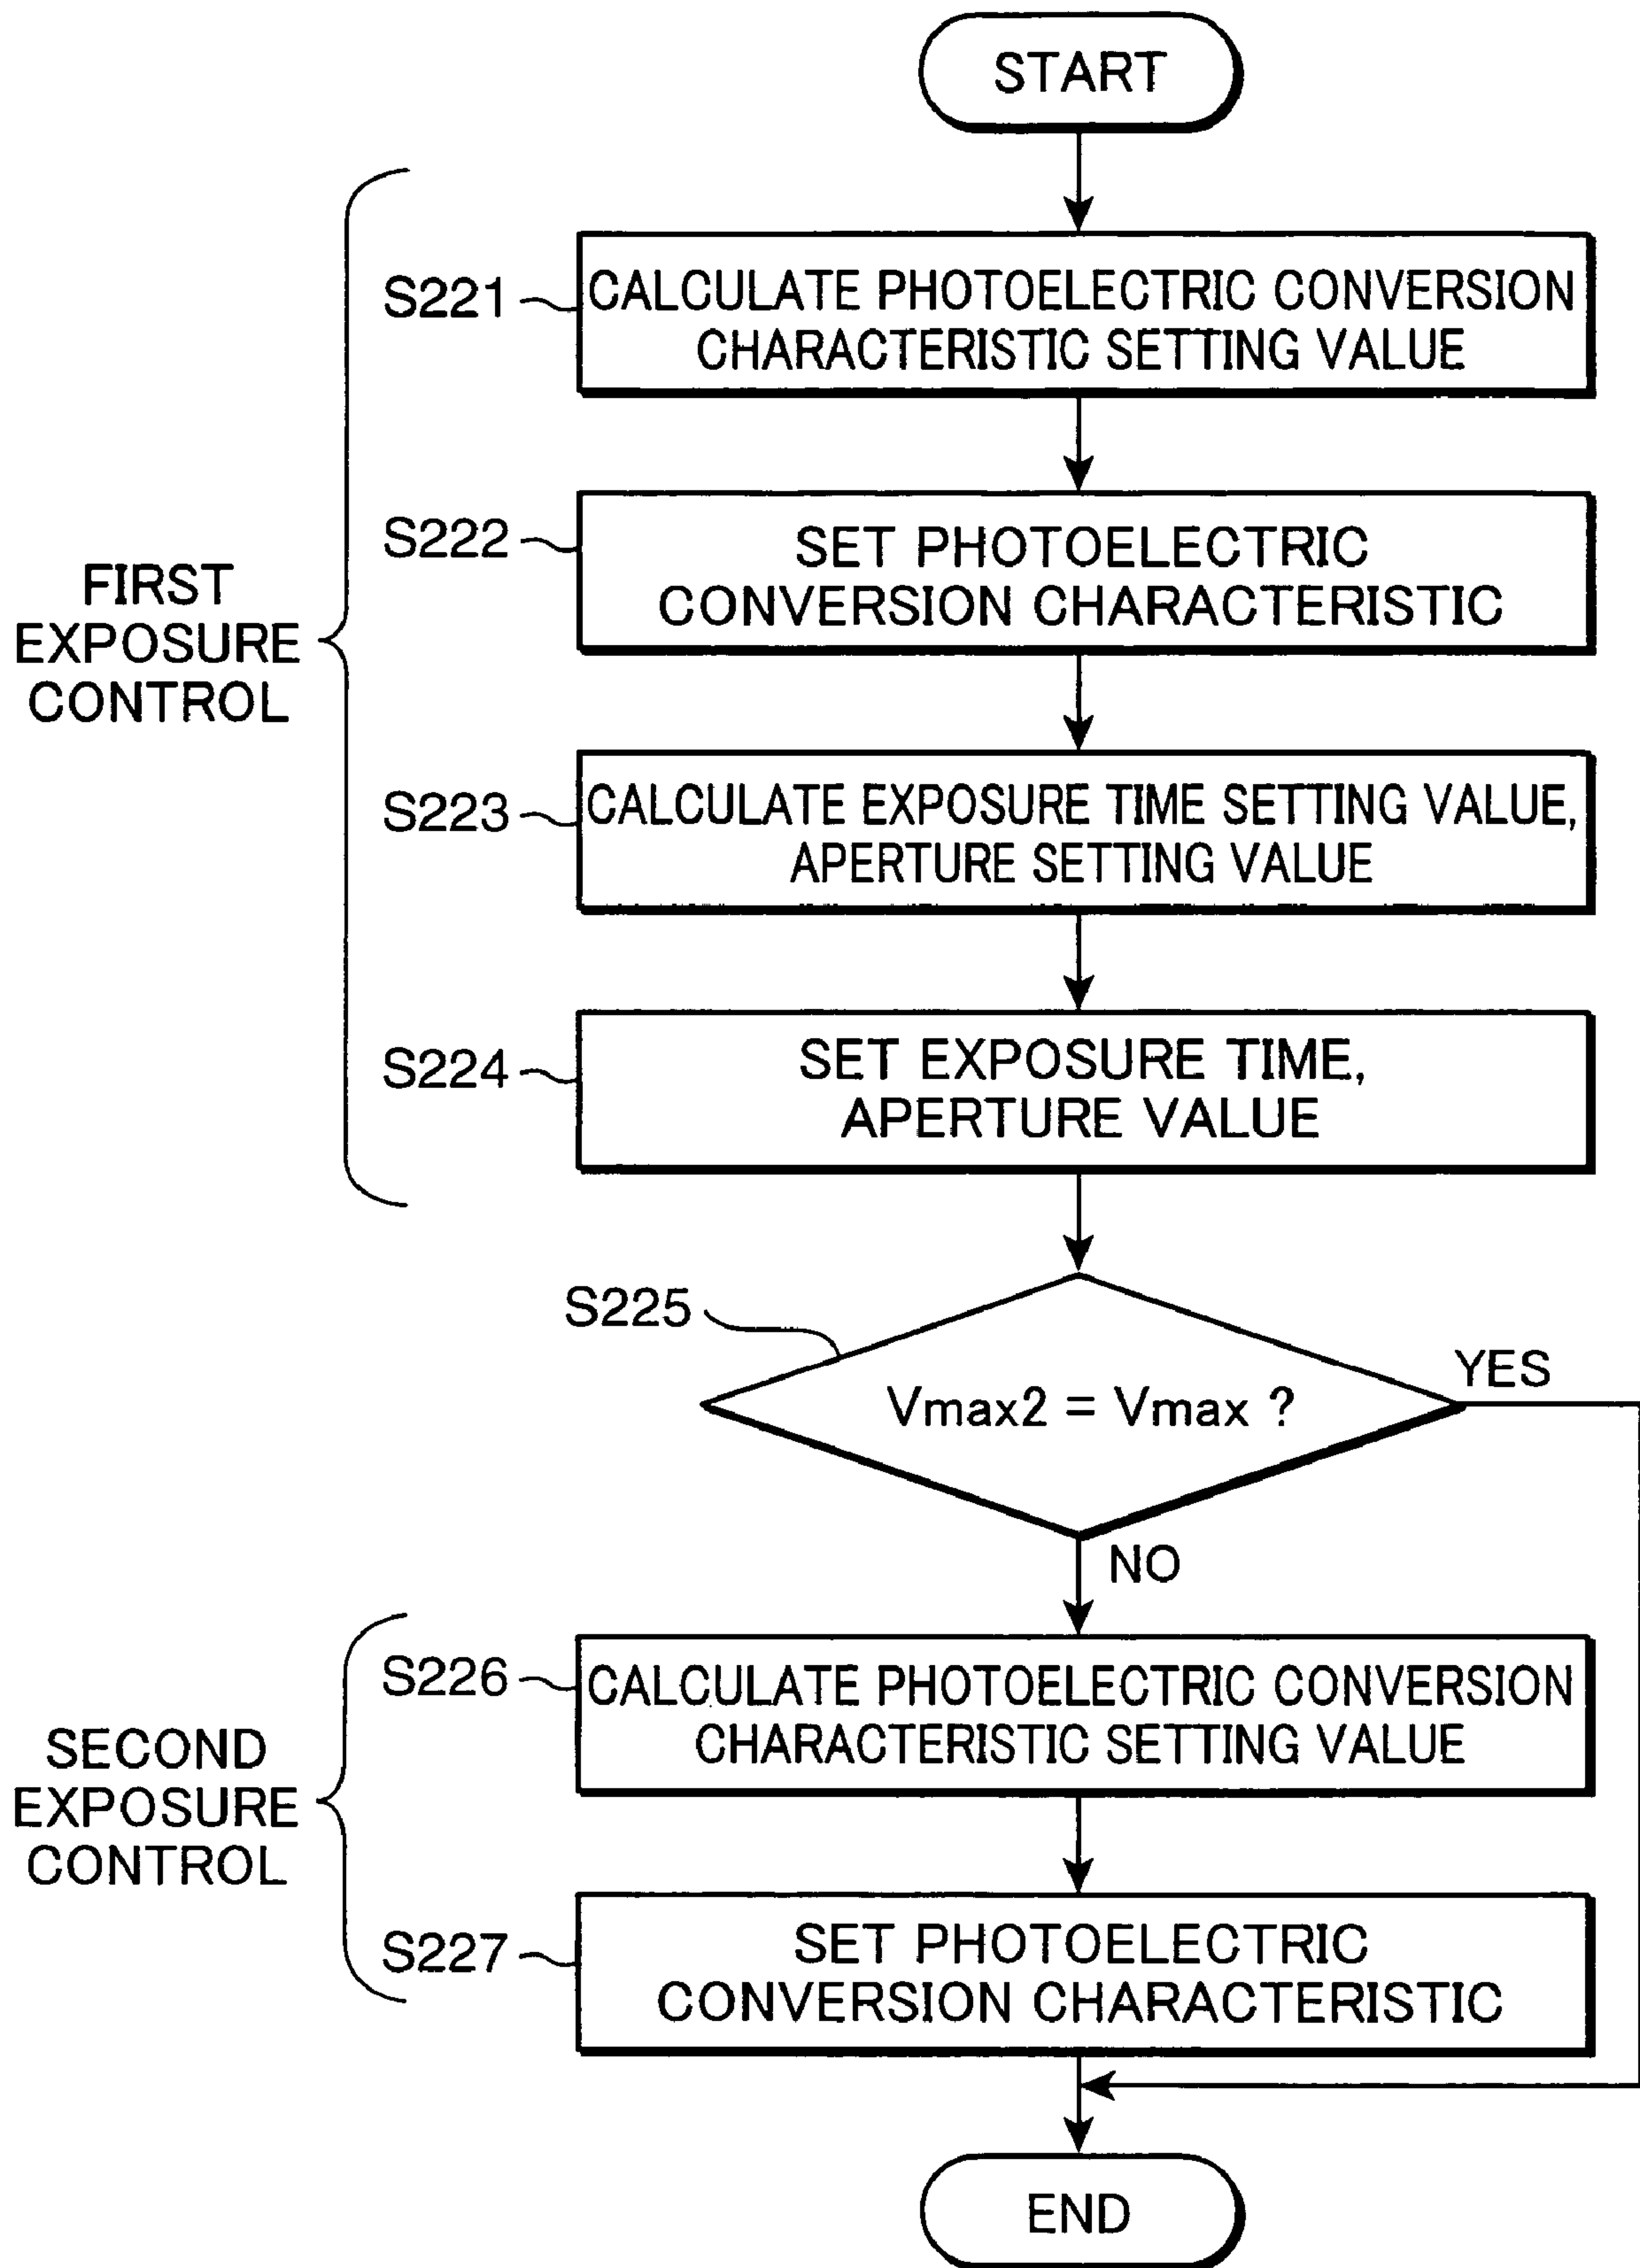 START
S221
CALCULATE PHOTOELECTRIC CONVERSION
CHARACTERISTIC SETTING VALUE
S222
SET PHOTOELECTRIC
CONVERSION CHARACTERISTIC
FIRST
EXPOSURE
CONTROL
S223
CALCULATE EXPOSURE TIME SETTING VALUE,
APERTURE SETTING VALUE
S224
SET EXPOSURE TIME,
APERTURE VALUE
S225
Vmax2 = Vmax ?
YES
NO
S226
CALCULATE PHOTOELECTRIC CONVERSION
CHARACTERISTIC SETTING VALUE
SECOND
EXPOSURE
CONTROL
S227
SET PHOTOELECTRIC
CONVERSION CHARACTERISTIC
END